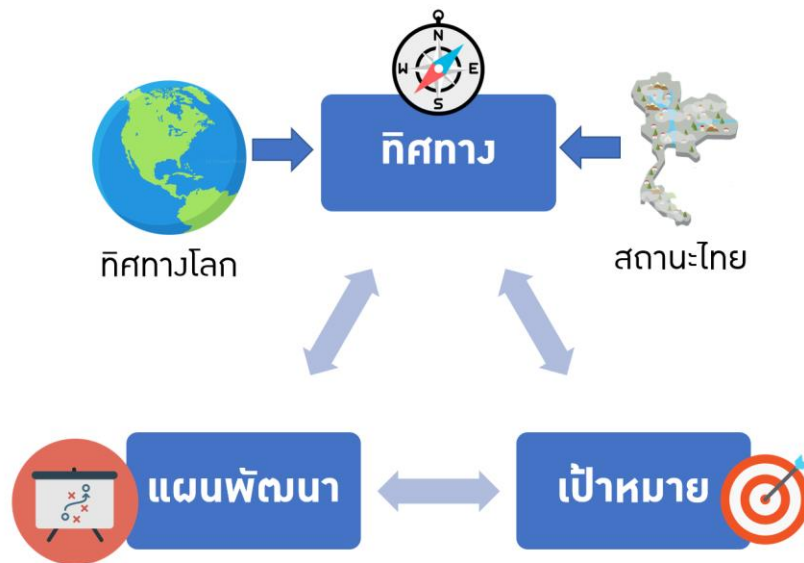 N
W E
S
ทิศทาง
ทิศทางโลก
สถานะไทย
แผนพัฒนา
เป้าหมาย